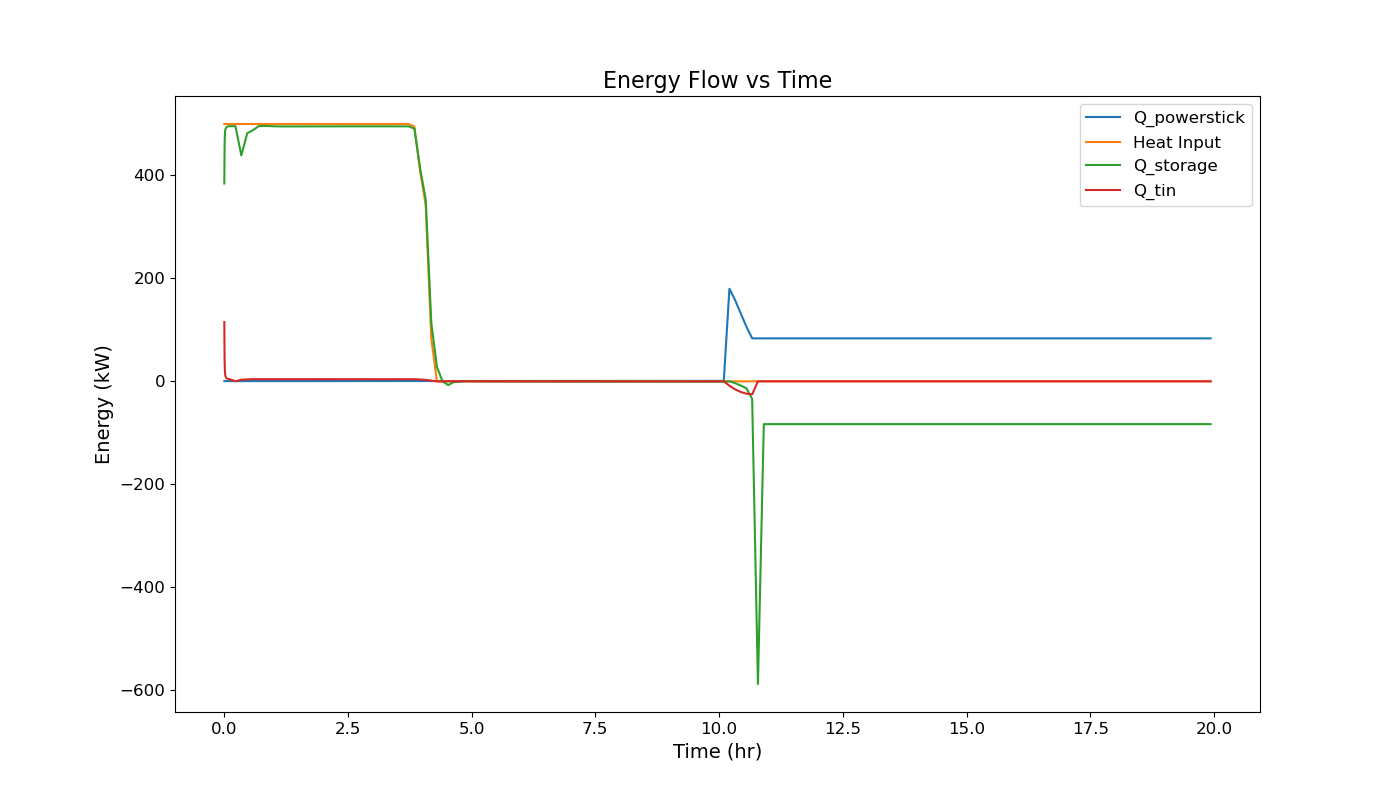 Energy Flow vs Time
Q_powerstick
Heat Input
Q_storage
Q_tin
Energy (kW)
400
200
0
−200
−400
−600
0.0 2.5 5.0 7.5 10.0 12.5 15.0 17.5 20.0
Time (hr)